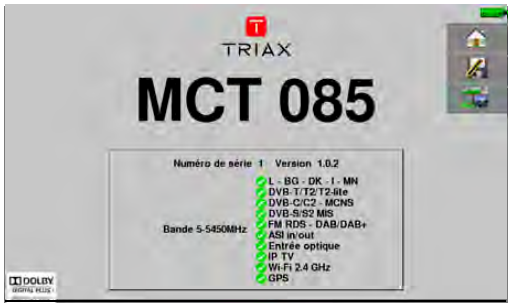 TRIAX
MCT 085
Numéro de série 1 Version 1.0.2
L - BG - DK - I - MN
DVB-T/T2/T2-lite
DVB-C/C2 - MCNS
DVB-S/S2 MIS
FM RDS - DAB/DAB+
Bande 5-5450MHz
ASI in/out
Entrée optique
IP TV
Wi-Fi 2.4 GHz
GPS
DOLBY
DIGITAL PLUS